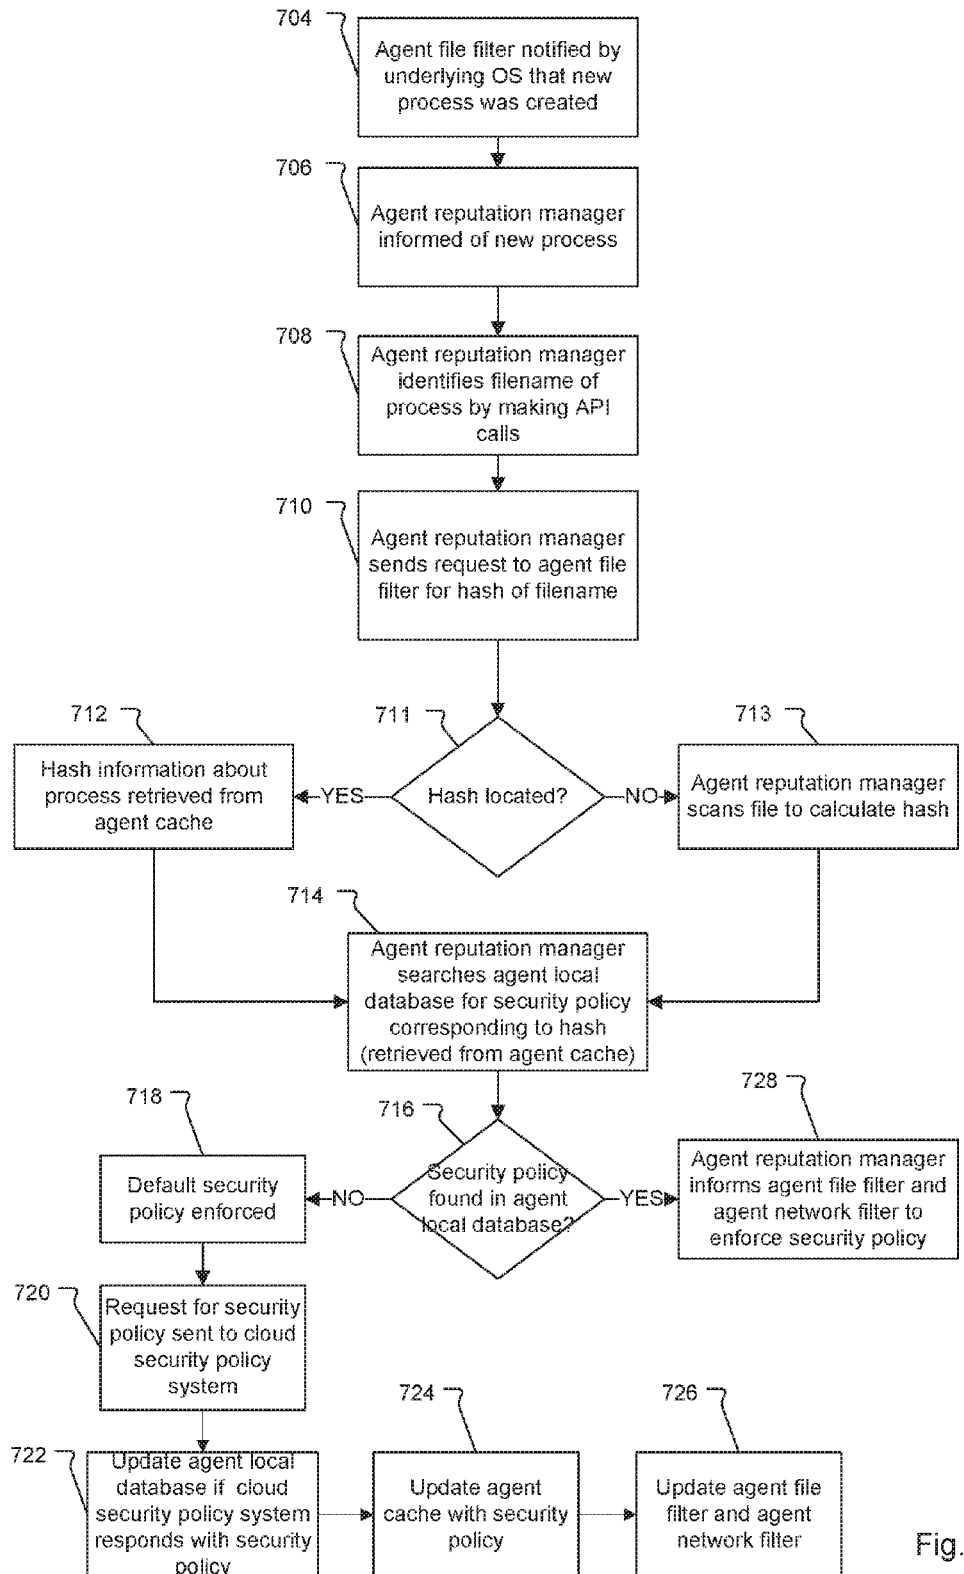 704
Agent file filter notified by
underlying OS that new
process was created
706
Agent reputation manager
informed of new process
708
Agent reputation manager
identifies filename of
process by making API
calls
710
Agent reputation manager
sends request to agent file
filter for hash of filename
712
Hash information about
process retrieved from
agent cache
711
Hash located?
YES
NO
713
Agent reputation manager
scans file to calculate hash
714
Agent reputation manager
searches agent local
database for security policy
corresponding to hash
(retrieved from agent cache)
716
Security policy
found in agent
local database?
NO
YES
718
Default security
policy enforced
728
Agent reputation manager
informs agent file filter and
agent network filter to
enforce security policy
720
Request for security
policy sent to cloud
security policy
system
722
Update agent local
database if cloud
security policy system
responds with security
policy
724
Update agent
cache with security
policy
726
Update agent file
filter and agent
network filter
Fig.